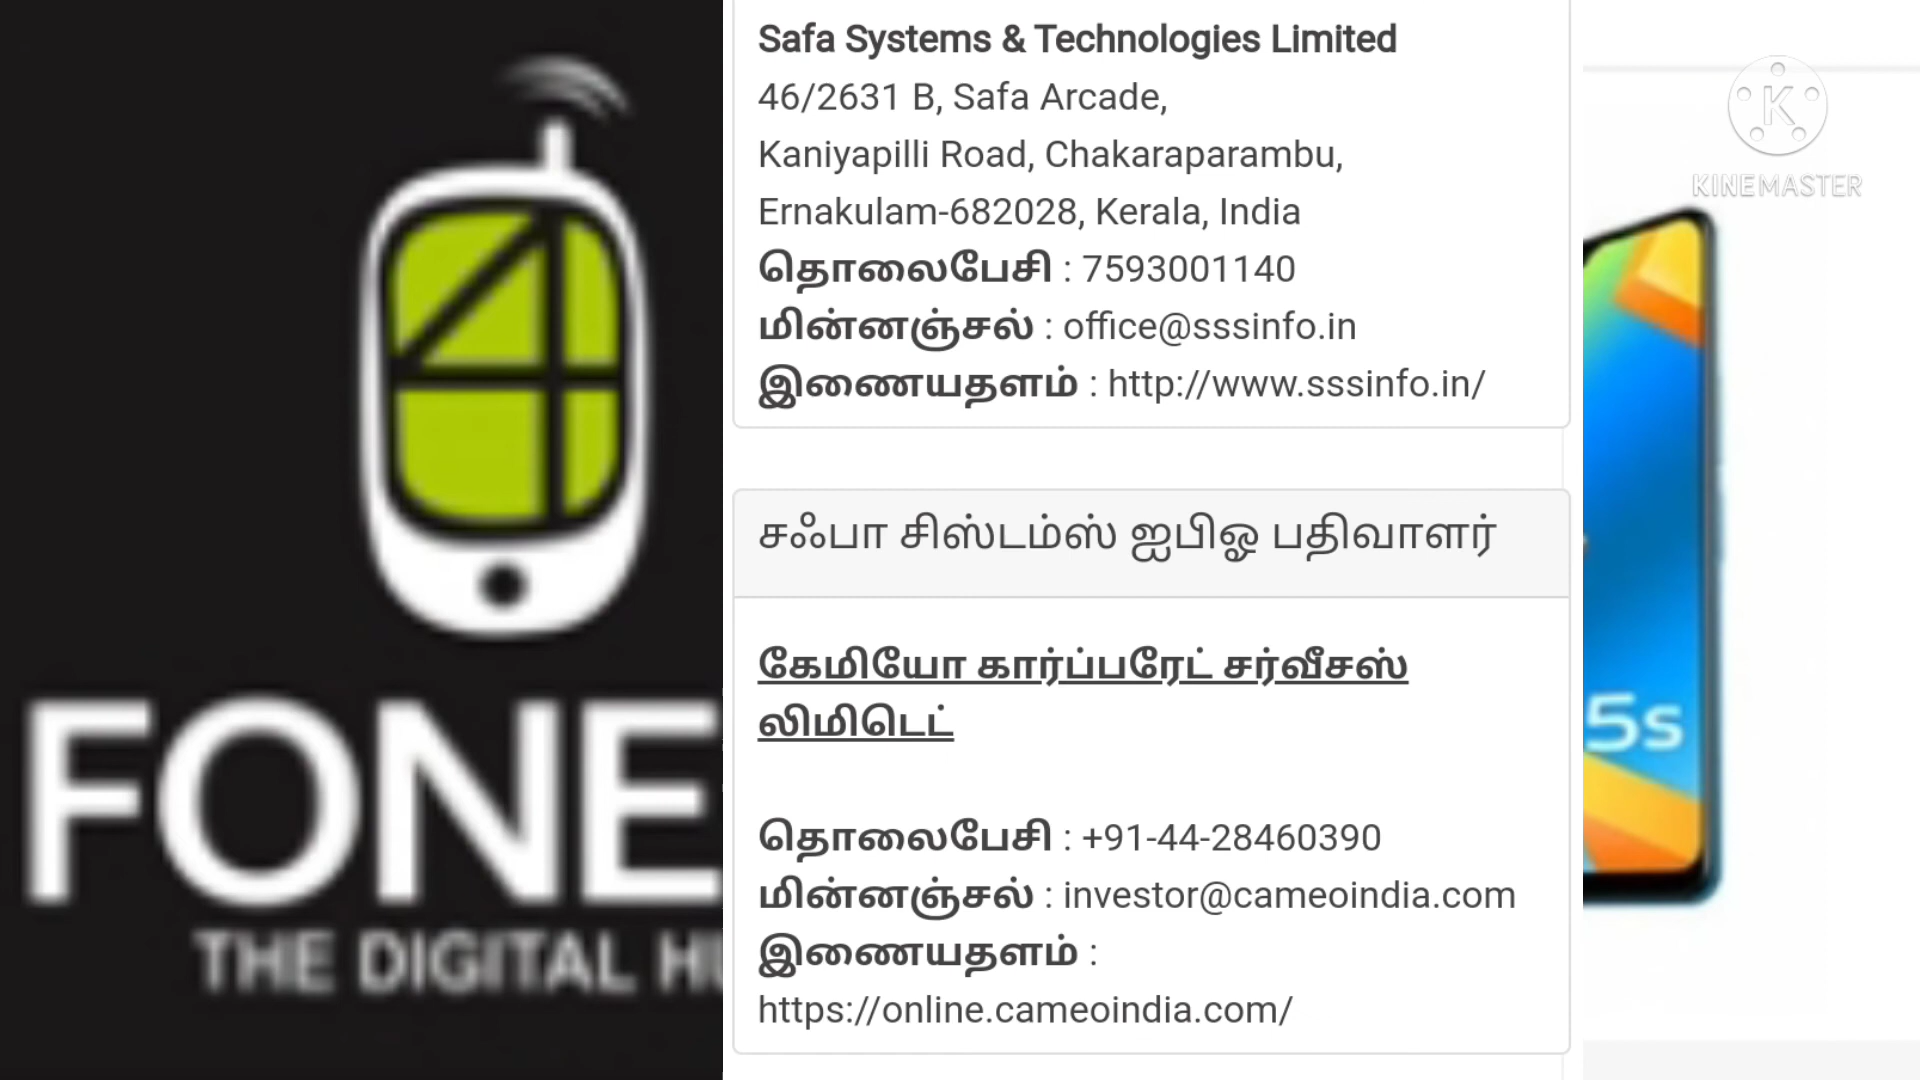 FONE
THE DIGITAL
Safa Systems & Technologies Limited
46/2631 B, Safa Arcade,
Kaniyapilli Road, Chakaraparambu,
Ernakulam-682028, Kerala, India
தொலைபேசி : 7593001140
மின்னஞ்சல் : office@sssinfo.in
இணையதளம் : http://www.sssinfo.in/
சஃபா சிஸ்டம்ஸ் ஐபிஓ பதிவாளர்
கேமியோ கார்ப்பரேட் சர்வீசஸ்
லிமிடெட்
தொலைபேசி : +91-44-28460390
மின்னஞ்சல் : investor@cameoindia.com
இணையதளம் :
https://online.cameoindia.com/
K
KINEMASTER
5s